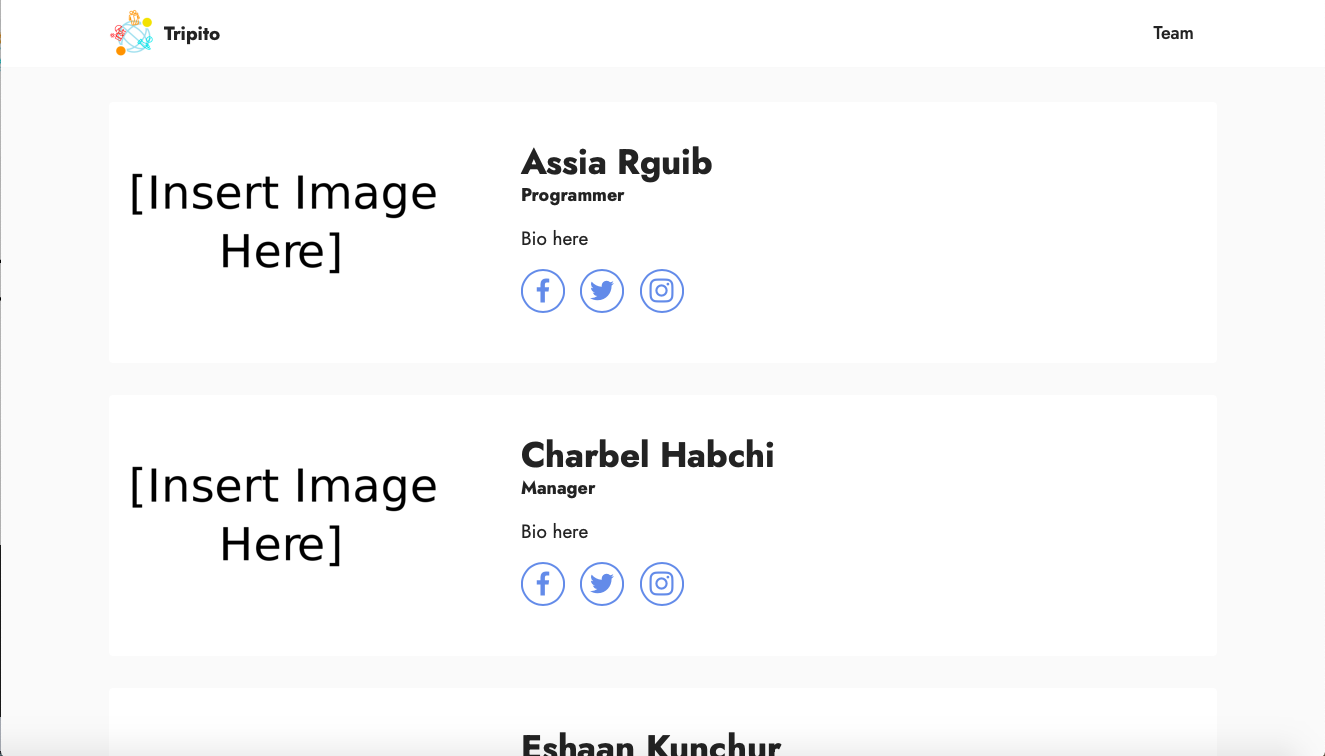 Tripito
Team
[Insert Image
Here]
Assia Rguib
Programmer
Bio here
[Insert Image
Here]
Charbel Habchi
Manager
Bio here
Eshaan Kunchur